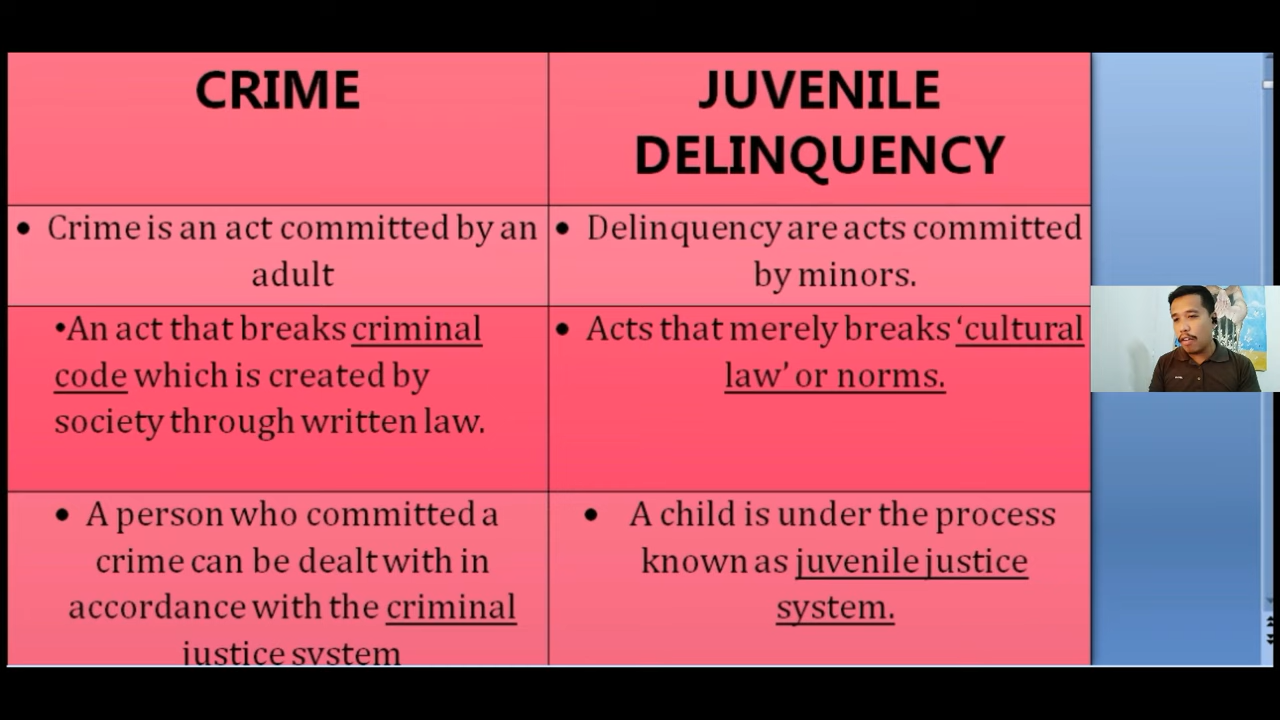 CRIME
JUVENILE
DELINQUENCY
• Crime is an act committed by an
adult
• Delinquency are acts committed
by minors.
•An act that breaks criminal
code which is created by
society through written law.
• Acts that merely breaks ‘cultural
law’ or norms.
• A person who committed a
crime can be dealt with in
accordance with the criminal
justice system
• A child is under the process
known as juvenile justice
system.